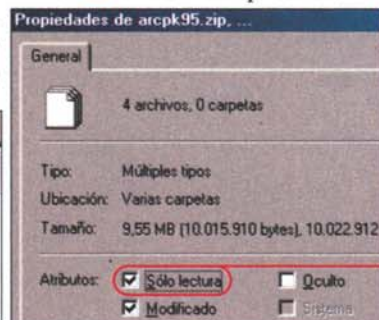 Propiedades de arcpk95.zip, ...
General
4 archivos, 0 carpetas
Tipo: Múltiples tipos
Ubicación: Varias carpetas
Tamaño: 9,55 MB (10.015.910 bytes), 10.022.912
Atributos: Sólo lectura Oculto
Modificado Sistema